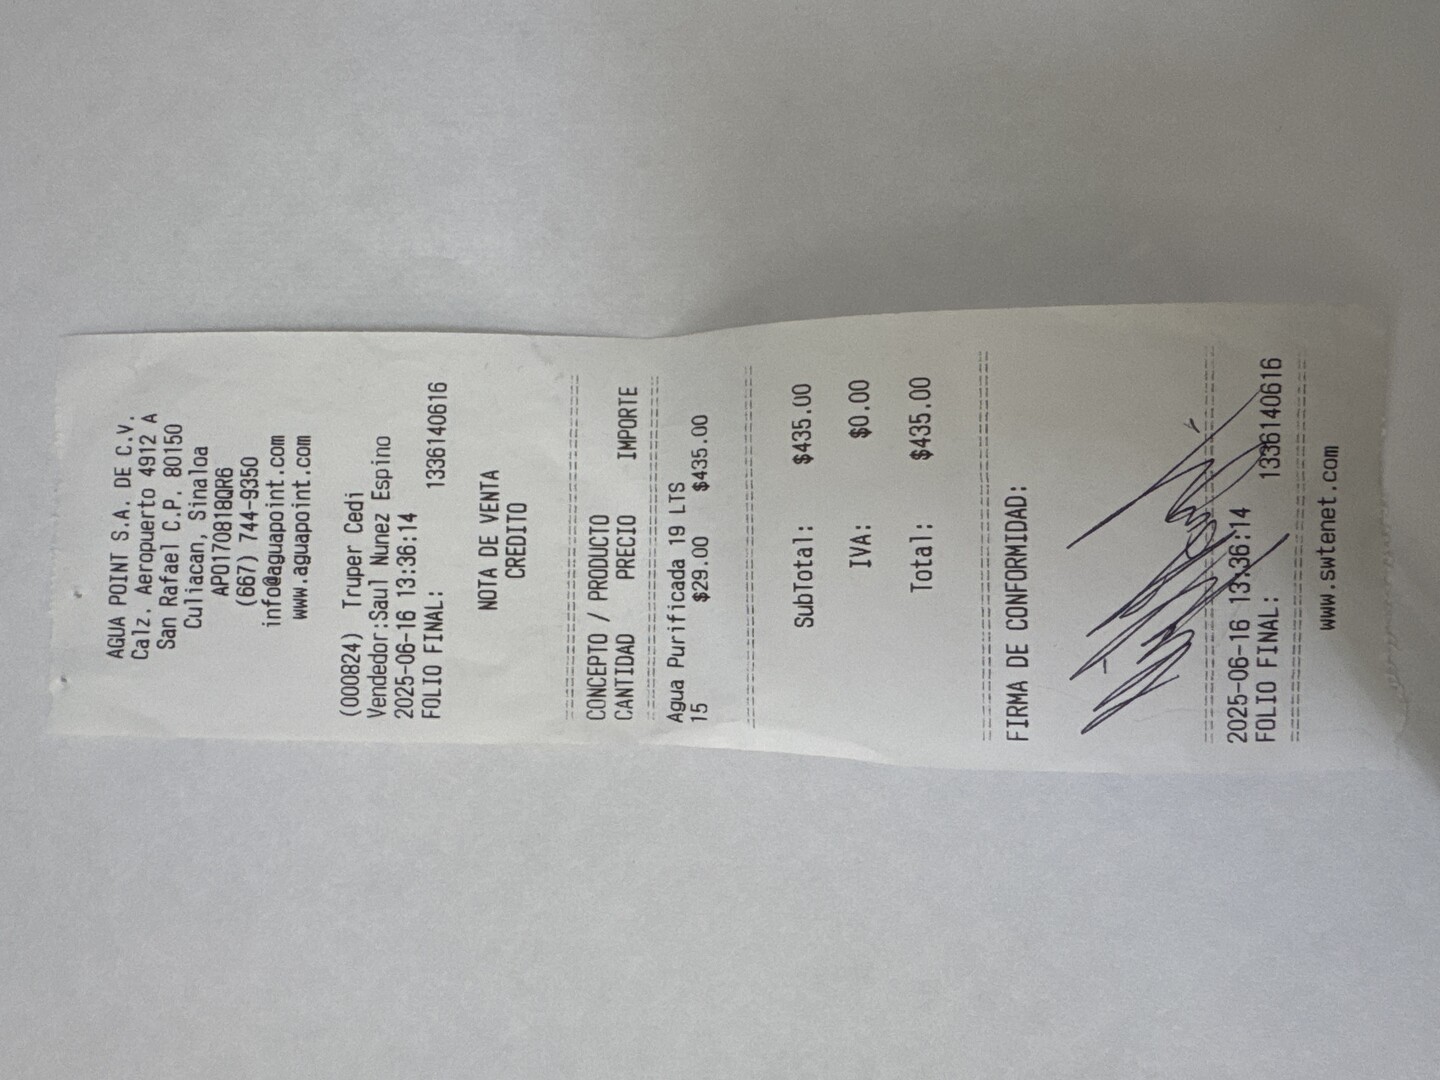 AGUA POINT S.A. DE C.V.
Calz. Aeropuerto 4912 A
San Rafael C.P. 80150
Culiacan, Sinaloa
APO170818QR6
(667) 744-9350
info@aguapoint.com
www.aguapoint.com
(000824) Truper Cedi
Vendedor:Saul Nunez Espino
2025-06-16 13:36:14
FOLIO FINAL: 1336140616
NOTA DE VENTA
CREDITO
CONCEPTO / PRODUCTO
CANTIDAD PRECIO IMPORTE
Agua Purificada 19 LTS
15 $29.00 $435.00
SubTotal: $435.00
IVA: $0.00
Total: $435.00
FIRMA DE CONFORMIDAD:
2025-06-16 13:36:14
FOLIO FINAL: 1336140616
www.swtenet.com